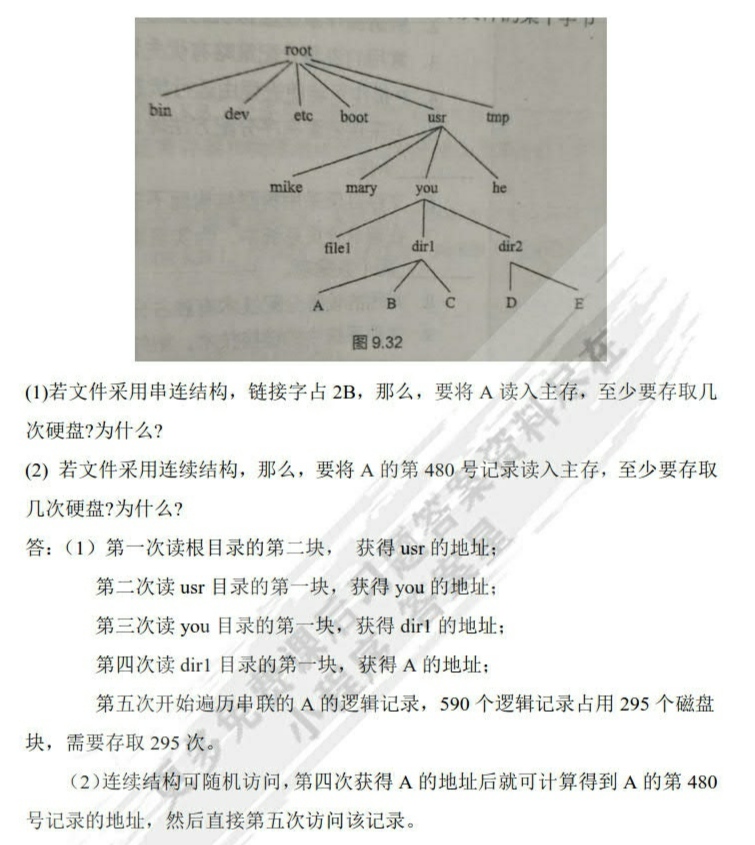 root
bin dev etc boot usr tmp
mike mary you he
file1 dir1 dir2
A B C D E
图 9.32
(1)若文件采用串连结构，链接字占 2B，那么，要将 A 读入主存，至少要存取几
次硬盘?为什么?
(2) 若文件采用连续结构，那么，要将 A 的第 480 号记录读入主存，至少要存取
几次硬盘?为什么?
答：（1）第一次读根目录的第二块， 获得 usr 的地址；
第二次读 usr 目录的第一块，获得 you 的地址；
第三次读 you 目录的第一块，获得 dir1 的地址；
第四次读 dir1 目录的第一块，获得 A 的地址；
第五次开始遍历串联的 A 的逻辑记录，590 个逻辑记录占用 295 个磁盘
块，需要存取 295 次。
（2）连续结构可随机访问，第四次获得 A 的地址后就可计算得到 A 的第 480
号记录的地址，然后直接第五次访问该记录。